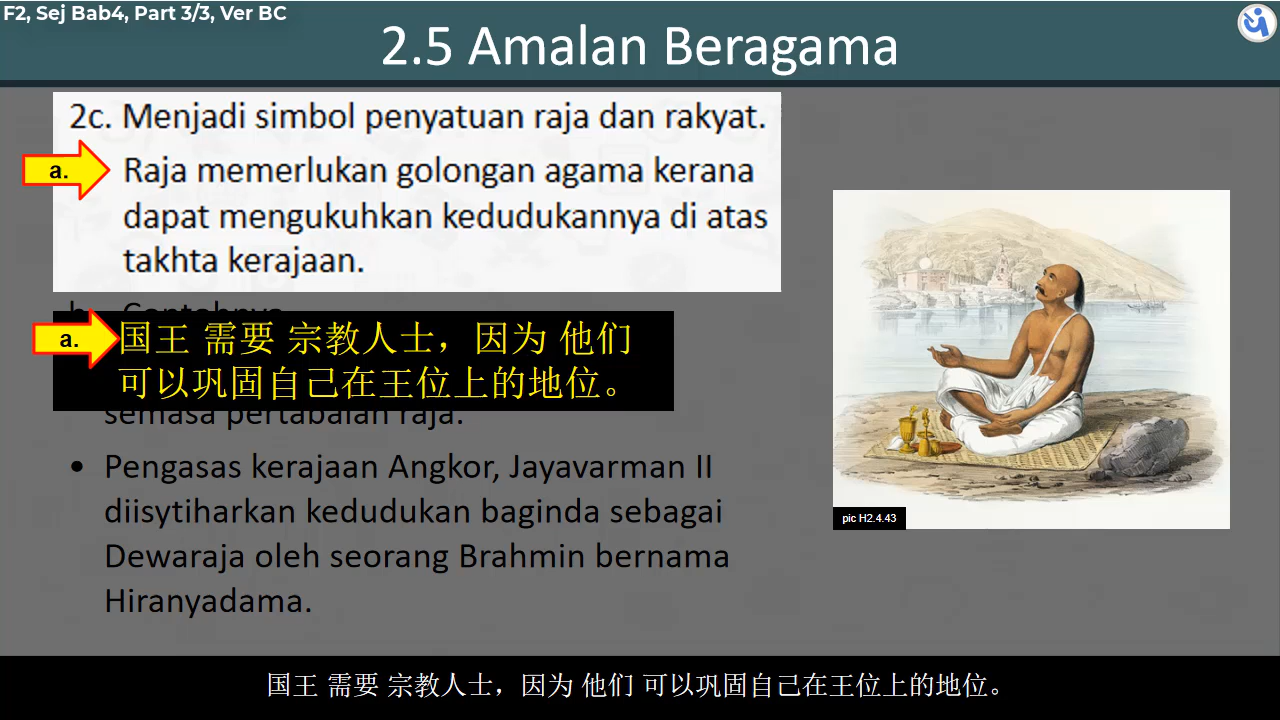 F2, Sej Bab4, Part 3/3, Ver BC
2.5 Amalan Beragama
2c. Menjadi simbol penyatuan raja dan rakyat.
a.
Raja memerlukan golongan agama kerana
dapat mengukuhkan kedudukannya di atas
takhta kerajaan.
a.
国王 需要 宗教人士，因为 他们
可以巩固自己在王位上的地位。
semasa pertabalan raja.
• Pengasas kerajaan Angkor, Jayavarman II
diisytiharkan kedudukan baginda sebagai
Dewaraja oleh seorang Brahmin bernama
Hiranyadama.
pic H2.4.43
国王 需要 宗教人士，因为 他们 可以巩固自己在王位上的地位。